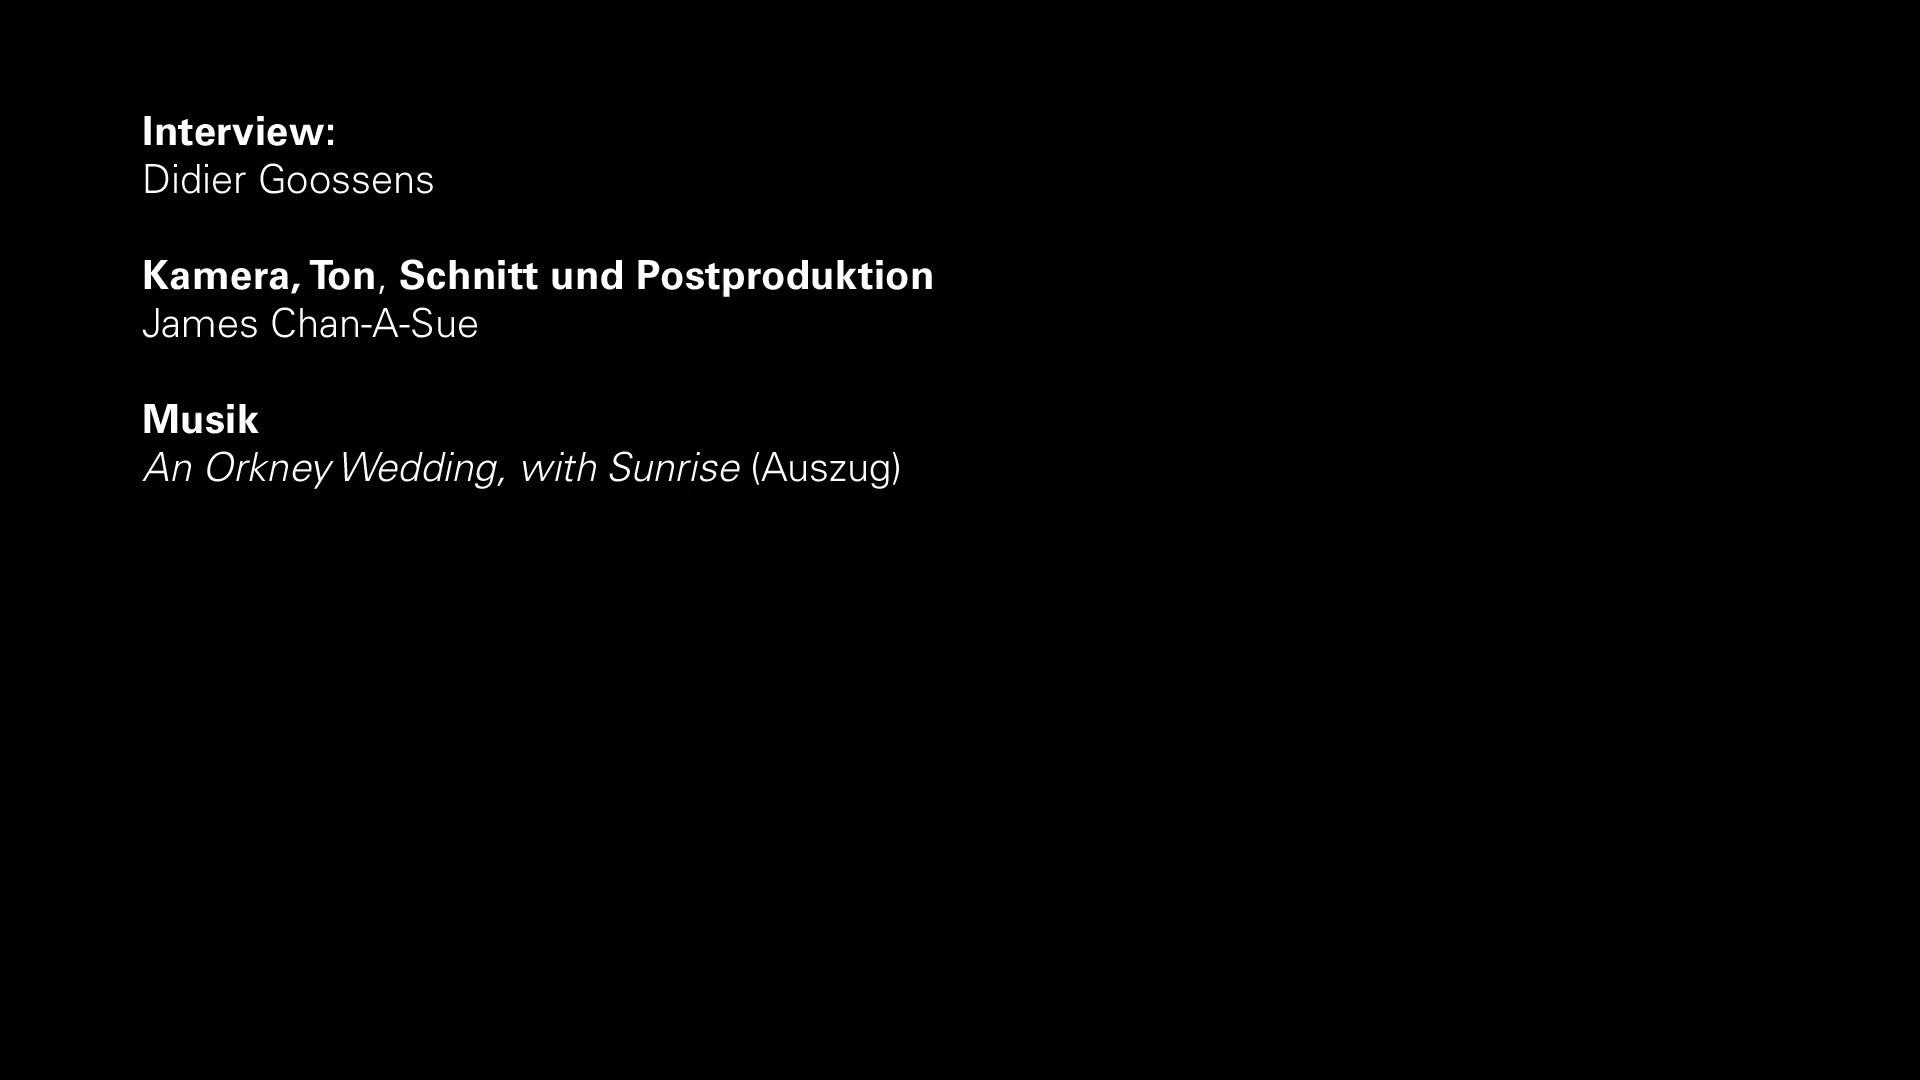 Interview:
Didier Goossens
Kamera, Ton, Schnitt und Postproduktion
James Chan-A-Sue
Musik
An Orkney Wedding, with Sunrise (Auszug)